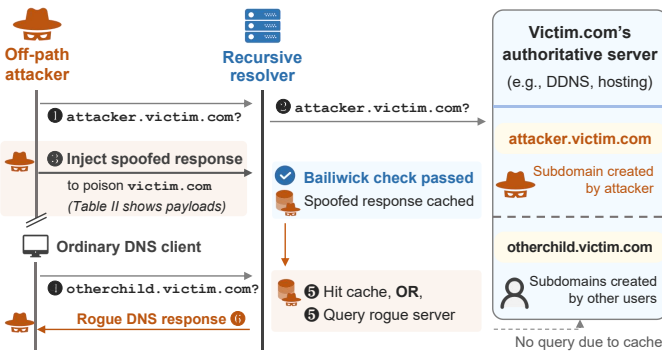 Off-path
attacker
Recursive
resolver
Victim.com's
authoritative server
(e.g., DDNS, hosting)
❶ attacker.victim.com?
❷ attacker.victim.com?
❸ Inject spoofed response
to poison victim.com
(Table II shows payloads)
Bailiwick check passed
Spoofed response cached
attacker.victim.com
Subdomain created
by attacker
Ordinary DNS client
❹ otherchild.victim.com?
❺ Hit cache, OR,
❺ Query rogue server
Rogue DNS response ❻
otherchild.victim.com
Subdomains created
by other users
No query due to cache